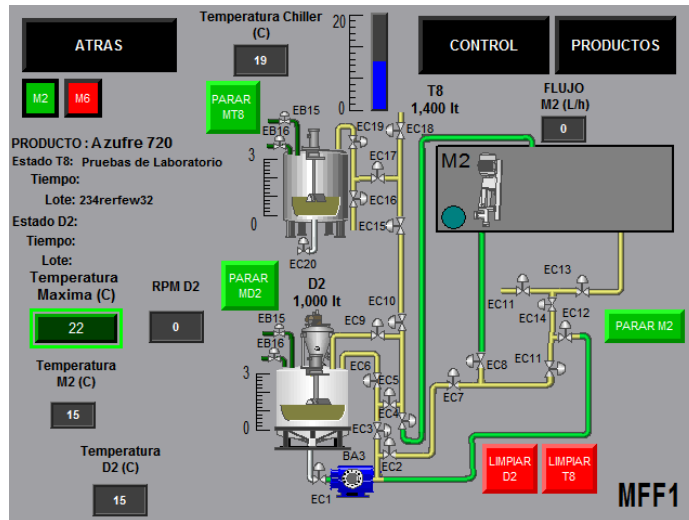 ATRAS
M2
M6
Temperatura Chiller
(C)
19
20
0
CONTROL
PRODUCTOS
T8
1,400 lt
FLUJO
M2 (L/h)
0
PARAR
MT8
EB15
EB16
EC19
EC18
EC17
EC16
EC15
EC20
3
0
M2
PRODUCTO : Azufre 720
Estado T8: Pruebas de Laboratorio
Tiempo:
Lote: 234rerfew32
Estado D2:
Tiempo:
Lote:
Temperatura
Maxima (C)
22
RPM D2
0
PARAR
MD2
D2
1,000 lt
EC10
EB15
EB16
EC9
EC6
EC5
EC4
EC3
EC2
3
0
BA3
EC1
EC13
EC11
EC14
EC12
PARAR M2
EC11
EC8
EC7
Temperatura
M2 (C)
15
Temperatura
D2 (C)
15
LIMPIAR
D2
LIMPIAR
T8
MFF1